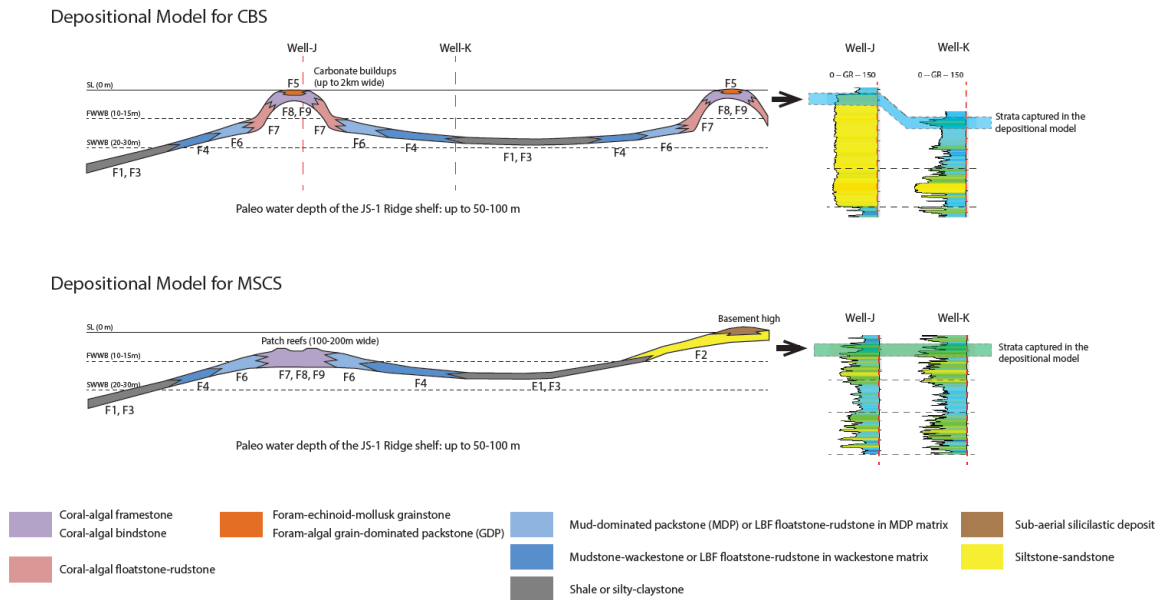 Depositional Model for CBS
Well-J
Well-K
Well-J
Well-K
Carbonate buildups
(up to 2km wide)
0 – GR – 150
0 – GR – 150
SL (0 m)
F5
F5
F8, F9
F8, F9
Strata captured in the
depositional model
FWWB (10-15m)
F7
F7
F7
F6
F6
F6
F4
F4
F4
SWWB (20-30m)
F1, F3
F1, F3
Paleo water depth of the JS-1 Ridge shelf: up to 50-100 m
Depositional Model for MSCS
Basement high
Well-J
Well-K
SL (0 m)
Patch reefs (100-200m wide)
F2
Strata captured in the
depositional model
FWWB (10-15m)
F6
F7, F8, F9
F6
F4
F4
SWWB (20-30m)
F1, F3
F1, F3
Paleo water depth of the JS-1 Ridge shelf: up to 50-100 m
Coral-algal framestone
Coral-algal bindstone
Coral-algal floatstone-rudstone
Foram-echinoid-mollusk grainstone
Foram-algal grain-dominated packstone (GDP)
Mud-dominated packstone (MDP) or LBF floatstone-rudstone in MDP matrix
Mudstone-wackestone or LBF floatstone-rudstone in wackestone matrix
Shale or silty-claystone
Sub-aerial silicilastic deposit
Siltstone-sandstone